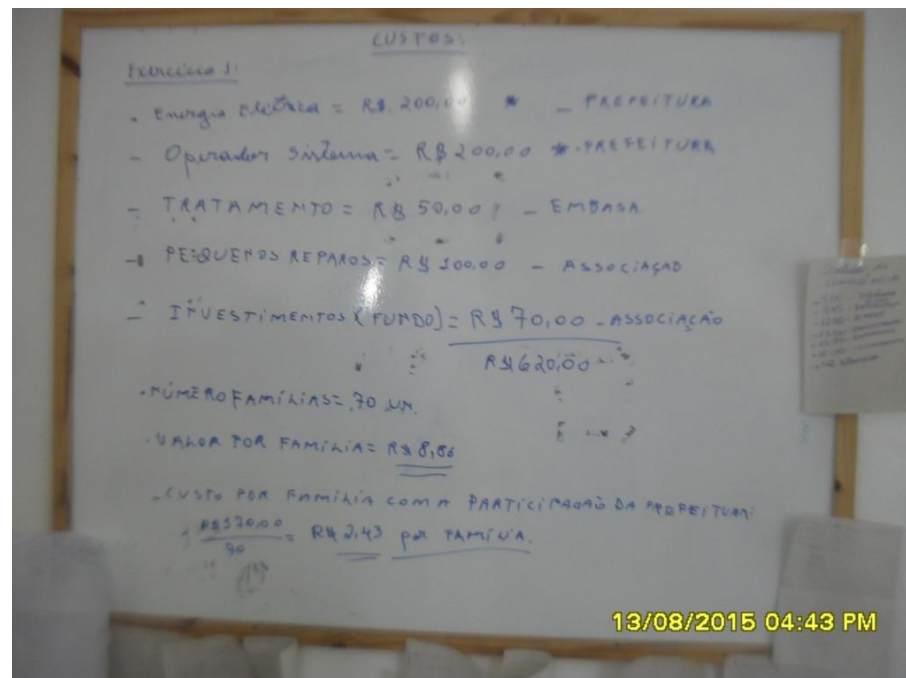 CUSTOS:
Exercício 1:
- Energia Elétrica = R$ 200,00 * - PREFEITURA
- Operador Sistema = R$ 200,00 * - PREFEITURA
- TRATAMENTO = R$ 50,00 - EMBASA
- PEQUENOS REPAROS = R$ 100,00 - ASSOCIAÇÃO
- INVESTIMENTOS (FUNDO) = R$ 70,00 - ASSOCIAÇÃO
R$ 620,00
- NÚMERO FAMÍLIAS = 70 UN.
- VALOR POR FAMÍLIA = R$ 8,86
- CUSTO POR FAMÍLIA COM A PARTICIPAÇÃO DA PREFEITURA:
- R$ 170,00
70
= R$ 2,43 por FAMÍLIA.
13/08/2015 04:43 PM